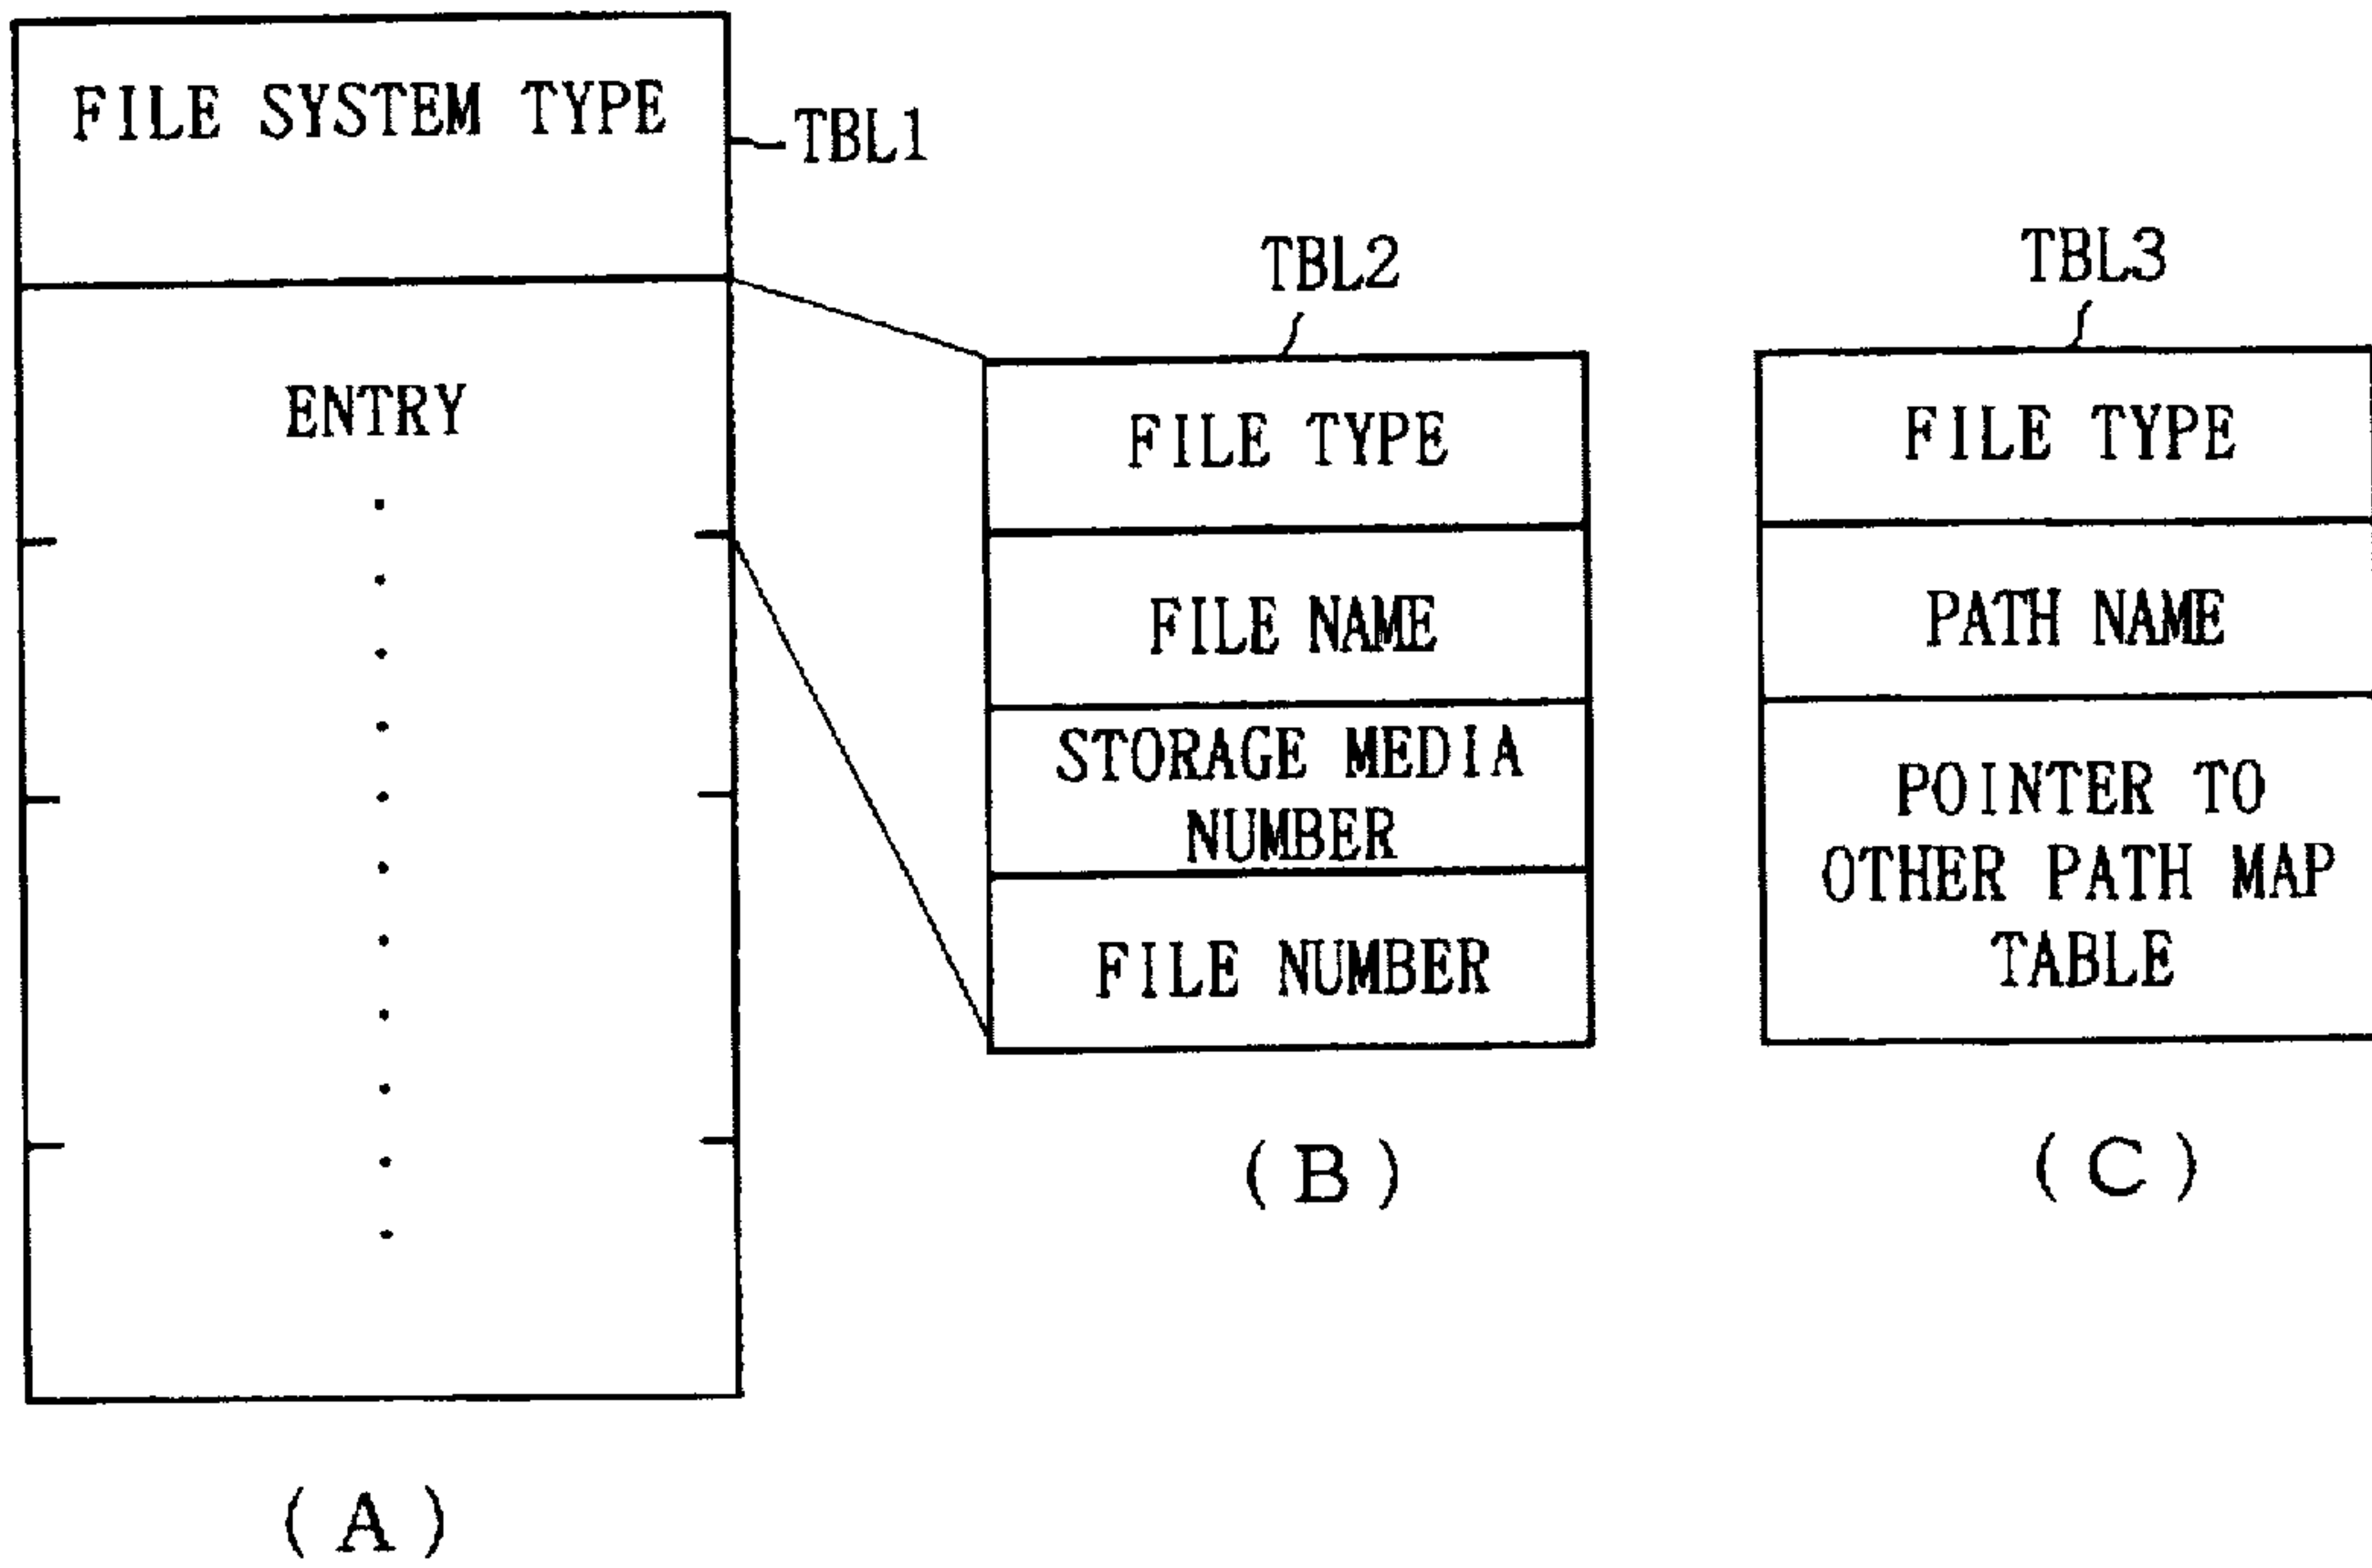 FILE SYSTEM TYPE
TBL1
ENTRY
(A)
TBL2
FILE TYPE
FILE NAME
STORAGE MEDIA
NUMBER
FILE NUMBER
(B)
TBL3
FILE TYPE
PATH NAME
POINTER TO
OTHER PATH MAP
TABLE
(C)